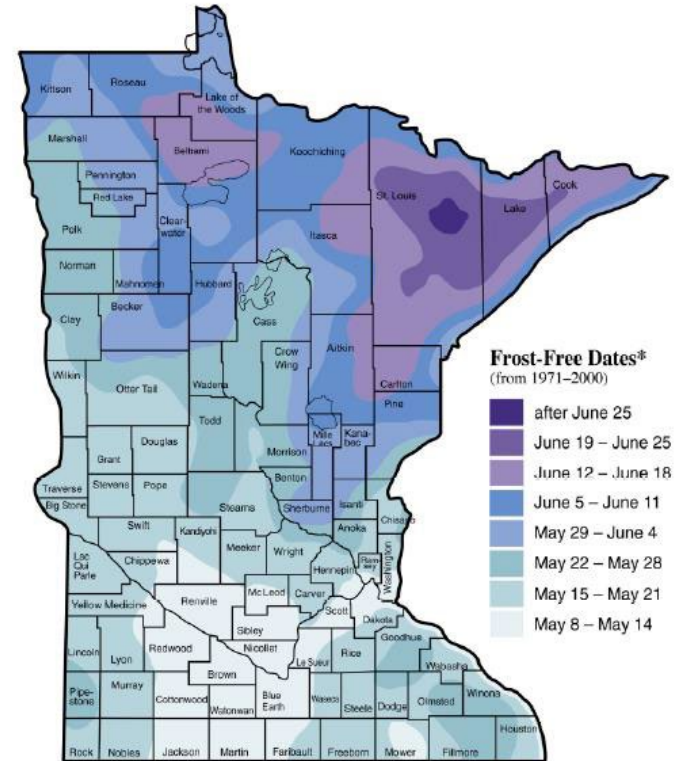 Kittson
Roseau
Lake of
the Woods
Marshall
Beltrami
Koochiching
Pennington
Red Lake
Clear-
water
St. Louis
Cook
Lake
Polk
Itasca
Norman
Mahnomen
Hubbard
Clay
Becker
Cass
Aitkin
Crow
Wing
Wilkin
Otter Tail
Wadena
Carlton
Pine
Todd
Mille
Lacs
Kana-
bec
Grant
Douglas
Morrison
Benton
Traverse
Stevens
Pope
Stearns
Sherburne
Isanti
Big Stone
Swift
Kandiyohi
Anoka
Chisago
Lac
Qui
Parle
Chippewa
Meeker
Wright
Hennepin
Ram-
sey
Washington
Yellow Medicine
Renville
McLeod
Carver
Scott
Dakota
Sibley
Lincoln
Lyon
Redwood
Nicollet
Le Sueur
Rice
Goodhue
Wabasha
Brown
Pipe-
stone
Murray
Cottonwood
Watonwan
Blue
Earth
Waseca
Steele
Dodge
Olmsted
Winona
Rock
Nobles
Jackson
Martin
Faribault
Freeborn
Mower
Fillmore
Houston
Frost-Free Dates*
(from 1971–2000)
after June 25
June 19 – June 25
June 12 – June 18
June 5 – June 11
May 29 – June 4
May 22 – May 28
May 15 – May 21
May 8 – May 14